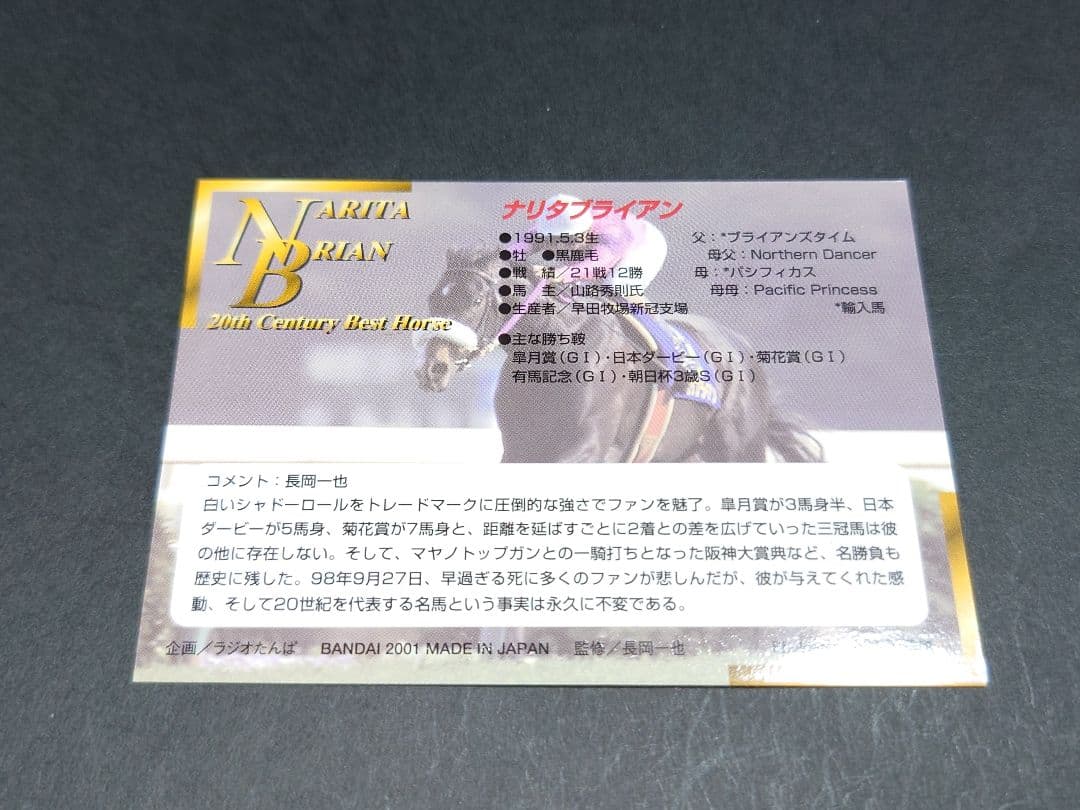 NARITA
BRIAN
20th Century Best Horse
ナリタブライアン
●1991.5.3生 父：*ブライアンズタイム
●牡 ●黒鹿毛 母父：Northern Dancer
●戦 績／21戦12勝 母：*パシフィカス
●馬 主／山路秀則氏 母母：Pacific Princess
●生産者／早田牧場新冠支場 *輸入馬
●主な勝ち鞍
皐月賞（GⅠ）・日本ダービー（GⅠ）・菊花賞（GⅠ）
有馬記念（GⅠ）・朝日杯3歳S（GⅠ）
コメント：長岡一也
白いシャドーロールをトレードマークに圧倒的な強さでファンを魅了。皐月賞が3馬身半、日本
ダービーが5馬身、菊花賞が7馬身と、距離を延ばすごとに2着との差を広げていった三冠馬は彼
の他に存在しない。そして、マヤノトップガンとの一騎打ちとなった阪神大賞典など、名勝負も
歴史に残した。98年9月27日、早過ぎる死に多くのファンが悲しんだが、彼が与えてくれた感
動、そして20世紀を代表する名馬という事実は永久に不変である。
企画／ラジオたんぱ BANDAI 2001 MADE IN JAPAN 監修／長岡一也